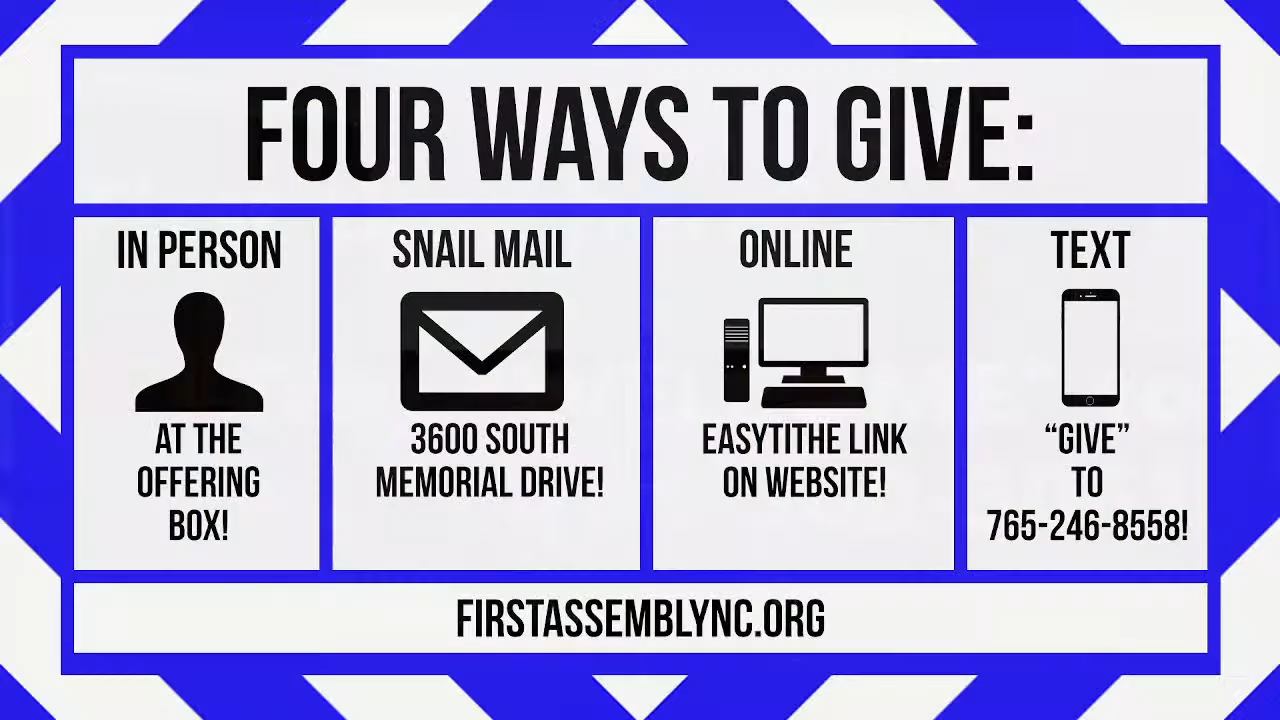 FOUR WAYS TO GIVE:
IN PERSON
AT THE
OFFERING
BOX!
SNAIL MAIL
3600 SOUTH
MEMORIAL DRIVE!
ONLINE
EASYTITHE LINK
ON WEBSITE!
TEXT
“GIVE”
TO
765-246-8558!
FIRSTASSEMBLYNC.ORG